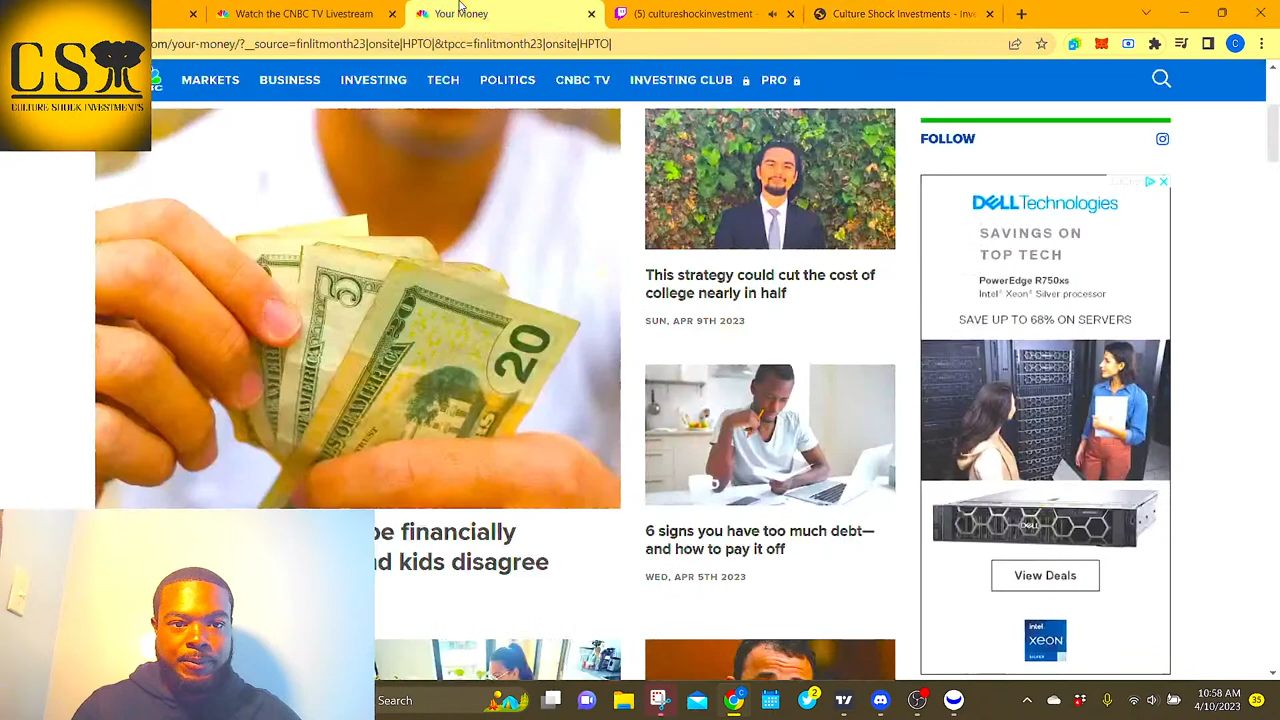 Watch the CNBC TV Livestream
Your Money
(5) cultureshockinvestment -
Culture Shock Investments - Inv
om/your-money/?__source=finlitmonth23|onsite|HPTO|&tpcc=finlitmonth23|onsite|HPTO|
CSI
CULTURE SHOCK INVESTMENTS
MARKETS
BUSINESS
INVESTING
TECH
POLITICS
CNBC TV
INVESTING CLUB
PRO
FOLLOW
DELLTechnologies
SAVINGS ON
TOP TECH
PowerEdge R750xs
Intel® Xeon® Silver processor
SAVE UP TO 68% ON SERVERS
DELL
View Deals
intel
XEON
SILVER
20
This strategy could cut the cost of
college nearly in half
SUN, APR 9TH 2023
6 signs you have too much debt—
and how to pay it off
WED, APR 5TH 2023
be financially
d kids disagree
Search
2
10:58 AM
4/10/2023
35